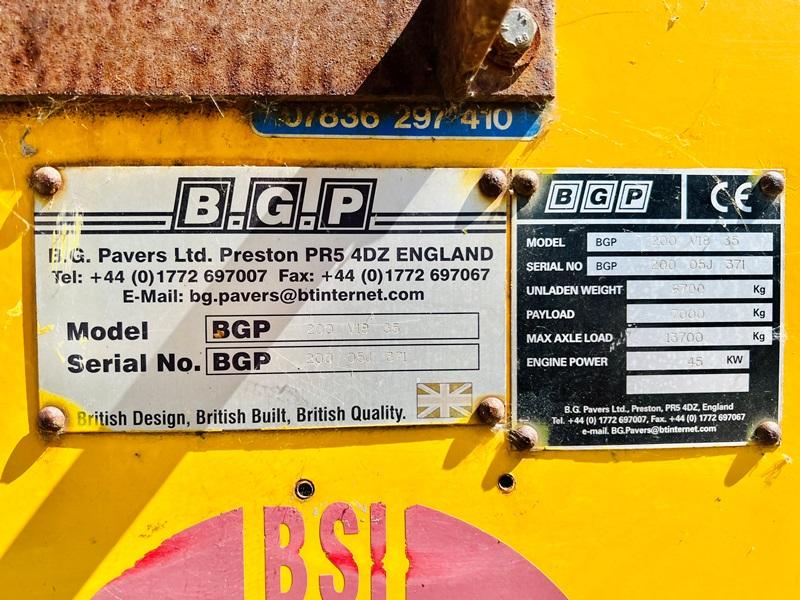 07836 297 410
B.G.P
B.G. Pavers Ltd. Preston PR5 4DZ ENGLAND
Tel: +44 (0)1772 697007 Fax: +44 (0)1772 697067
E-Mail: bg.pavers@btinternet.com
Model BGP 200 V18 35
Serial No. BGP 200 05J 371
British Design, British Built, British Quality.
BGP CE
MODEL BGP 200 V18 35
SERIAL NO BGP 200 05J 371
UNLADEN WEIGHT 6700 Kg
PAYLOAD 7000 Kg
MAX AXLE LOAD 13700 Kg
ENGINE POWER 45 KW
B.G. Pavers Ltd., Preston, PR5 4DZ, England
Tel. +44 (0) 1772 697007, Fax. +44 (0) 1772 697067
e-mail. BG.Pavers@btinternet.com
BSI